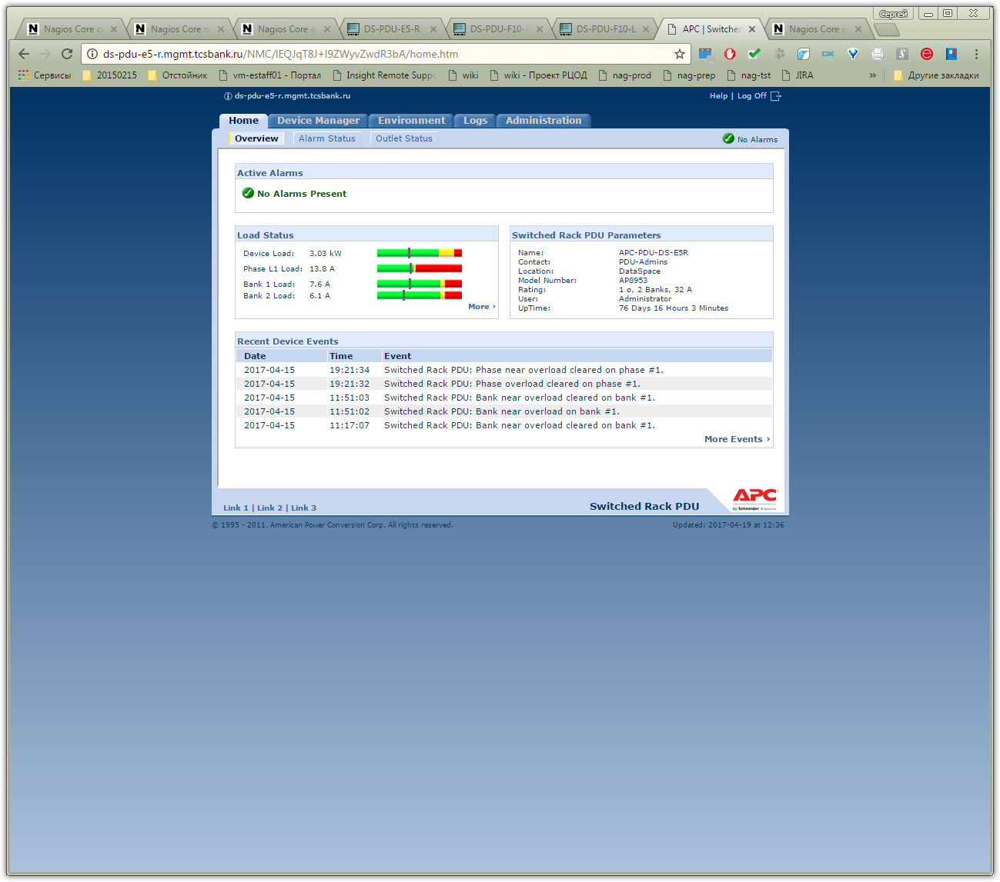 Сергей
Nagios Core o
Nagios Core o
Nagios Core o
DS-PDU-E5-R
DS-PDU-F10-R
DS-PDU-F10-L
APC | Switched
Nagios Core o
ds-pdu-e5-r.mgmt.tcsbank.ru/NMC/IEQJqT8J+I9ZWyvZwdR3bA/home.htm
Сервисы 20150215 Отстойник vm-estaff01 - Портал Insight Remote Suppo wiki wiki - Проект РЦОД nag-prod nag-prep nag-tst JIRA » Другие закладки
ds-pdu-e5-r.mgmt.tcsbank.ru
Help | Log Off
Home Device Manager Environment Logs Administration
Overview Alarm Status Outlet Status
No Alarms
Active Alarms
No Alarms Present
Load Status
Device Load: 3.03 kW
Phase L1 Load: 13.8 A
Bank 1 Load: 7.6 A
Bank 2 Load: 6.1 A
More ›
Switched Rack PDU Parameters
Name: APC-PDU-DS-E5R
Contact: PDU-Admins
Location: DataSpace
Model Number: AP8953
Rating: 1 ø, 2 Banks, 32 A
User: Administrator
UpTime: 76 Days 16 Hours 3 Minutes
Recent Device Events
Date Time Event
2017-04-15 19:21:34 Switched Rack PDU: Phase near overload cleared on phase #1.
2017-04-15 19:21:32 Switched Rack PDU: Phase overload cleared on phase #1.
2017-04-15 11:51:03 Switched Rack PDU: Bank near overload cleared on bank #1.
2017-04-15 11:51:02 Switched Rack PDU: Bank near overload on bank #1.
2017-04-15 11:17:07 Switched Rack PDU: Bank near overload cleared on bank #1.
More Events ›
Link 1 | Link 2 | Link 3
Switched Rack PDU
APC
by Schneider Electric
© 1995 - 2011, American Power Conversion Corp. All rights reserved.
Updated: 2017-04-19 at 12:36